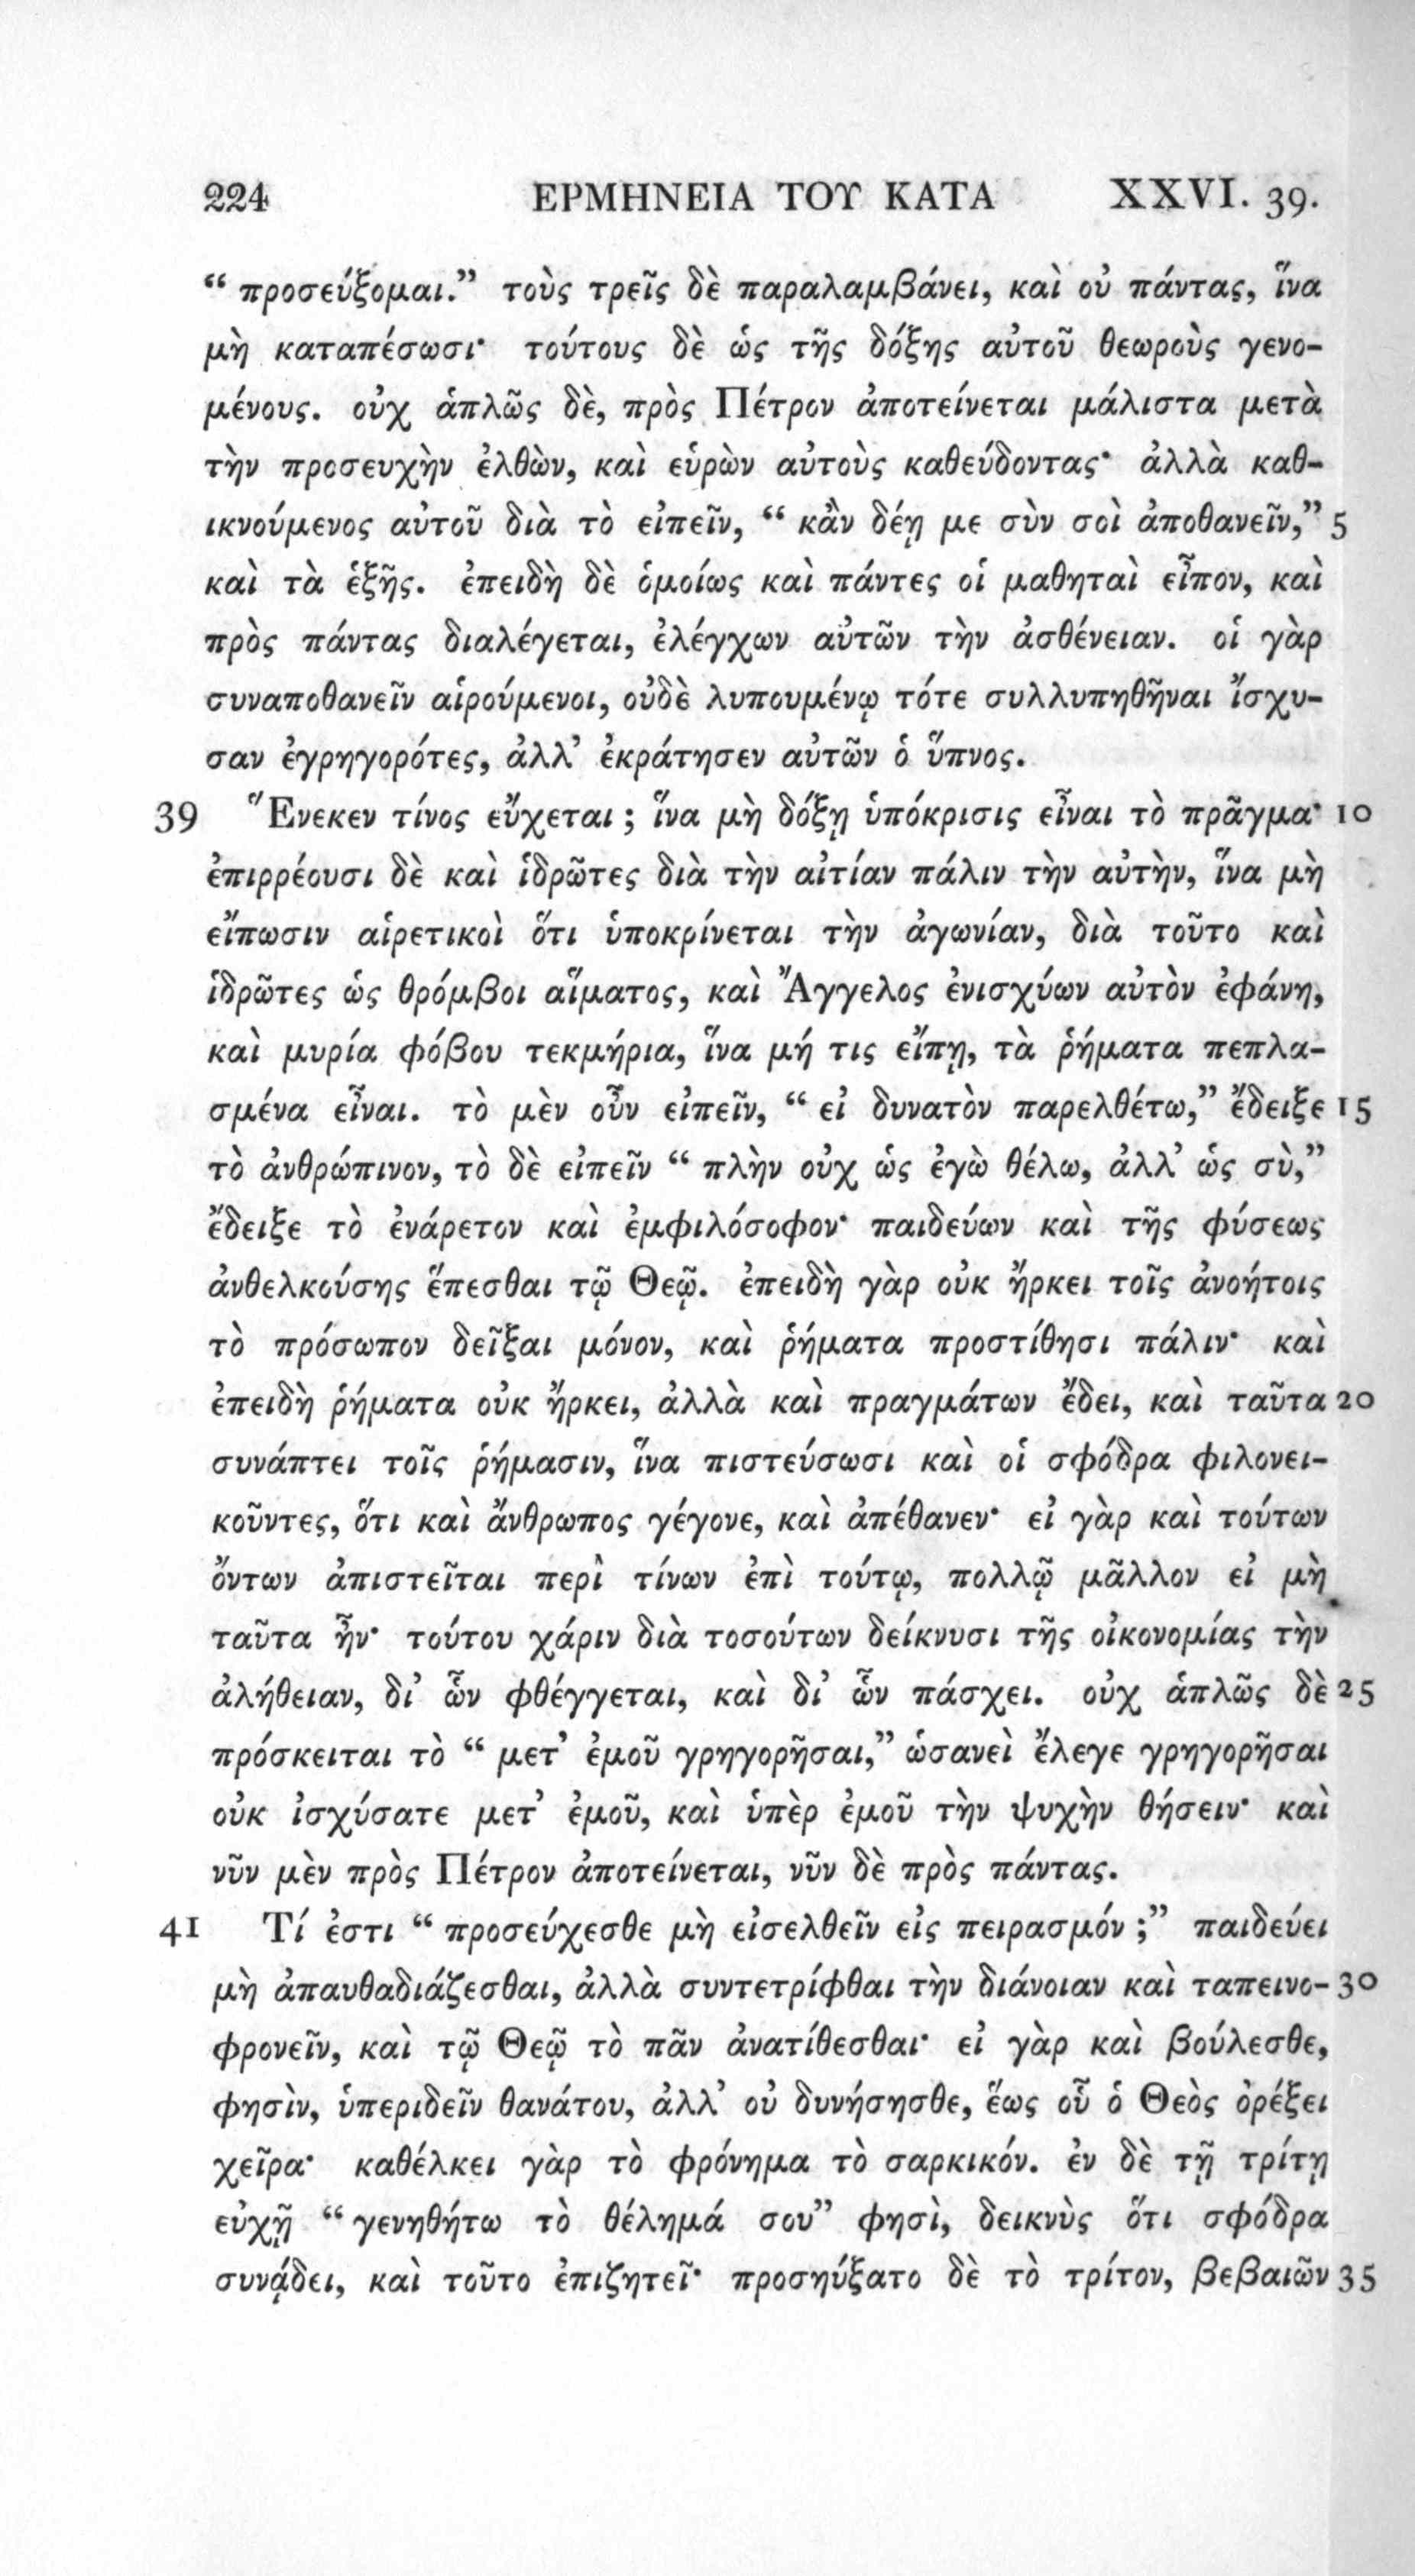 224 ΕΡΜΗΝΕΙΑ ΤΟΥ ΚΑΤΑ XXVI. 39.
“ προσεύξομαι.” τοὺς τρεῖς δὲ παραλαμβάνει, καὶ οὐ πάντας, ἵνα
μὴ καταπέσωσι· τούτους δὲ ὡς τῆς δόξης αὐτοῦ θεωροὺς γενο-
μένους. οὐχ ἁπλῶς δὲ, πρὸς Πέτρον ἀποτείνεται μάλιστα μετὰ
τὴν προσευχὴν ἐλθὼν, καὶ εὑρὼν αὐτοὺς καθεύδοντας· ἀλλὰ καθ-
ικνούμενος αὐτοῦ διὰ τὸ εἰπεῖν, “ κἂν δέῃ με σὺν σοὶ ἀποθανεῖν,” 5
καὶ τὰ ἑξῆς. ἐπειδὴ δὲ ὁμοίως καὶ πάντες οἱ μαθηταὶ εἶπον, καὶ
πρὸς πάντας διαλέγεται, ἐλέγχων αὐτῶν τὴν ἀσθένειαν. οἱ γὰρ
συναποθανεῖν αἱρούμενοι, οὐδὲ λυπουμένῳ τότε συλλυπηθῆναι ἴσχυ-
σαν ἐγρηγορότες, ἀλλ’ ἐκράτησεν αὐτῶν ὁ ὕπνος.
39 Ἕνεκεν τίνος εὔχεται ; ἵνα μὴ δόξῃ ὑπόκρισις εἶναι τὸ πρᾶγμα· 10
ἐπιρρέουσι δὲ καὶ ἱδρῶτες διὰ τὴν αἰτίαν πάλιν τὴν αὐτὴν, ἵνα μὴ
εἴπωσιν αἱρετικοὶ ὅτι ὑποκρίνεται τὴν ἀγωνίαν, διὰ τοῦτο καὶ
ἱδρῶτες ὡς θρόμβοι αἵματος, καὶ Ἄγγελος ἐνισχύων αὐτὸν ἐφάνη,
καὶ μυρία φόβου τεκμήρια, ἵνα μή τις εἴπῃ, τὰ ῥήματα πεπλα-
σμένα εἶναι. τὸ μὲν οὖν εἰπεῖν, “ εἰ δυνατὸν παρελθέτω,” ἔδειξε 15
τὸ ἀνθρώπινον, τὸ δὲ εἰπεῖν “ πλὴν οὐχ ὡς ἐγὼ θέλω, ἀλλ’ ὡς σὺ,”
ἔδειξε τὸ ἐνάρετον καὶ ἐμφιλόσοφον· παιδεύων καὶ τῆς φύσεως
ἀνθελκούσης ἕπεσθαι τῷ Θεῷ. ἐπειδὴ γὰρ οὐκ ἤρκει τοῖς ἀνοήτοις
τὸ πρόσωπον δεῖξαι μόνον, καὶ ῥήματα προστίθησι πάλιν· καὶ
ἐπειδὴ ῥήματα οὐκ ἤρκει, ἀλλὰ καὶ πραγμάτων ἔδει, καὶ ταῦτα 20
συνάπτει τοῖς ῥήμασιν, ἵνα πιστεύσωσι καὶ οἱ σφόδρα φιλονει-
κοῦντες, ὅτι καὶ ἄνθρωπος γέγονε, καὶ ἀπέθανεν· εἰ γὰρ καὶ τούτων
ὄντων ἀπιστεῖται περὶ τίνων ἐπὶ τούτῳ, πολλῷ μᾶλλον εἰ μὴ
ταῦτα ἦν· τούτου χάριν διὰ τοσούτων δείκνυσι τῆς οἰκονομίας τὴν
ἀλήθειαν, δι’ ὧν φθέγγεται, καὶ δι’ ὧν πάσχει. οὐχ ἁπλῶς δὲ 25
πρόσκειται τὸ “ μετ’ ἐμοῦ γρηγορῆσαι,” ὡσανεὶ ἔλεγε γρηγορῆσαι
οὐκ ἰσχύσατε μετ’ ἐμοῦ, καὶ ὑπὲρ ἐμοῦ τὴν ψυχὴν θήσειν· καὶ
νῦν μὲν πρὸς Πέτρον ἀποτείνεται, νῦν δὲ πρὸς πάντας.
41 Τί ἐστι “ προσεύχεσθε μὴ εἰσελθεῖν εἰς πειρασμόν ;” παιδεύει
μὴ ἀπαυθαδιάζεσθαι, ἀλλὰ συντετρίφθαι τὴν διάνοιαν καὶ ταπεινο- 30
φρονεῖν, καὶ τῷ Θεῷ τὸ πᾶν ἀνατίθεσθαι· εἰ γὰρ καὶ βούλεσθε,
φησὶν, ὑπεριδεῖν θανάτου, ἀλλ’ οὐ δυνήσησθε, ἕως οὗ ὁ Θεὸς ὀρέξει
χεῖρα· καθέλκει γὰρ τὸ φρόνημα τὸ σαρκικόν. ἐν δὲ τῇ τρίτῃ
εὐχῇ “ γενηθήτω τὸ θέλημά σου” φησὶ, δεικνὺς ὅτι σφόδρα
συνᾴδει, καὶ τοῦτο ἐπιζητεῖ· προσηύξατο δὲ τὸ τρίτον, βεβαιῶν 35